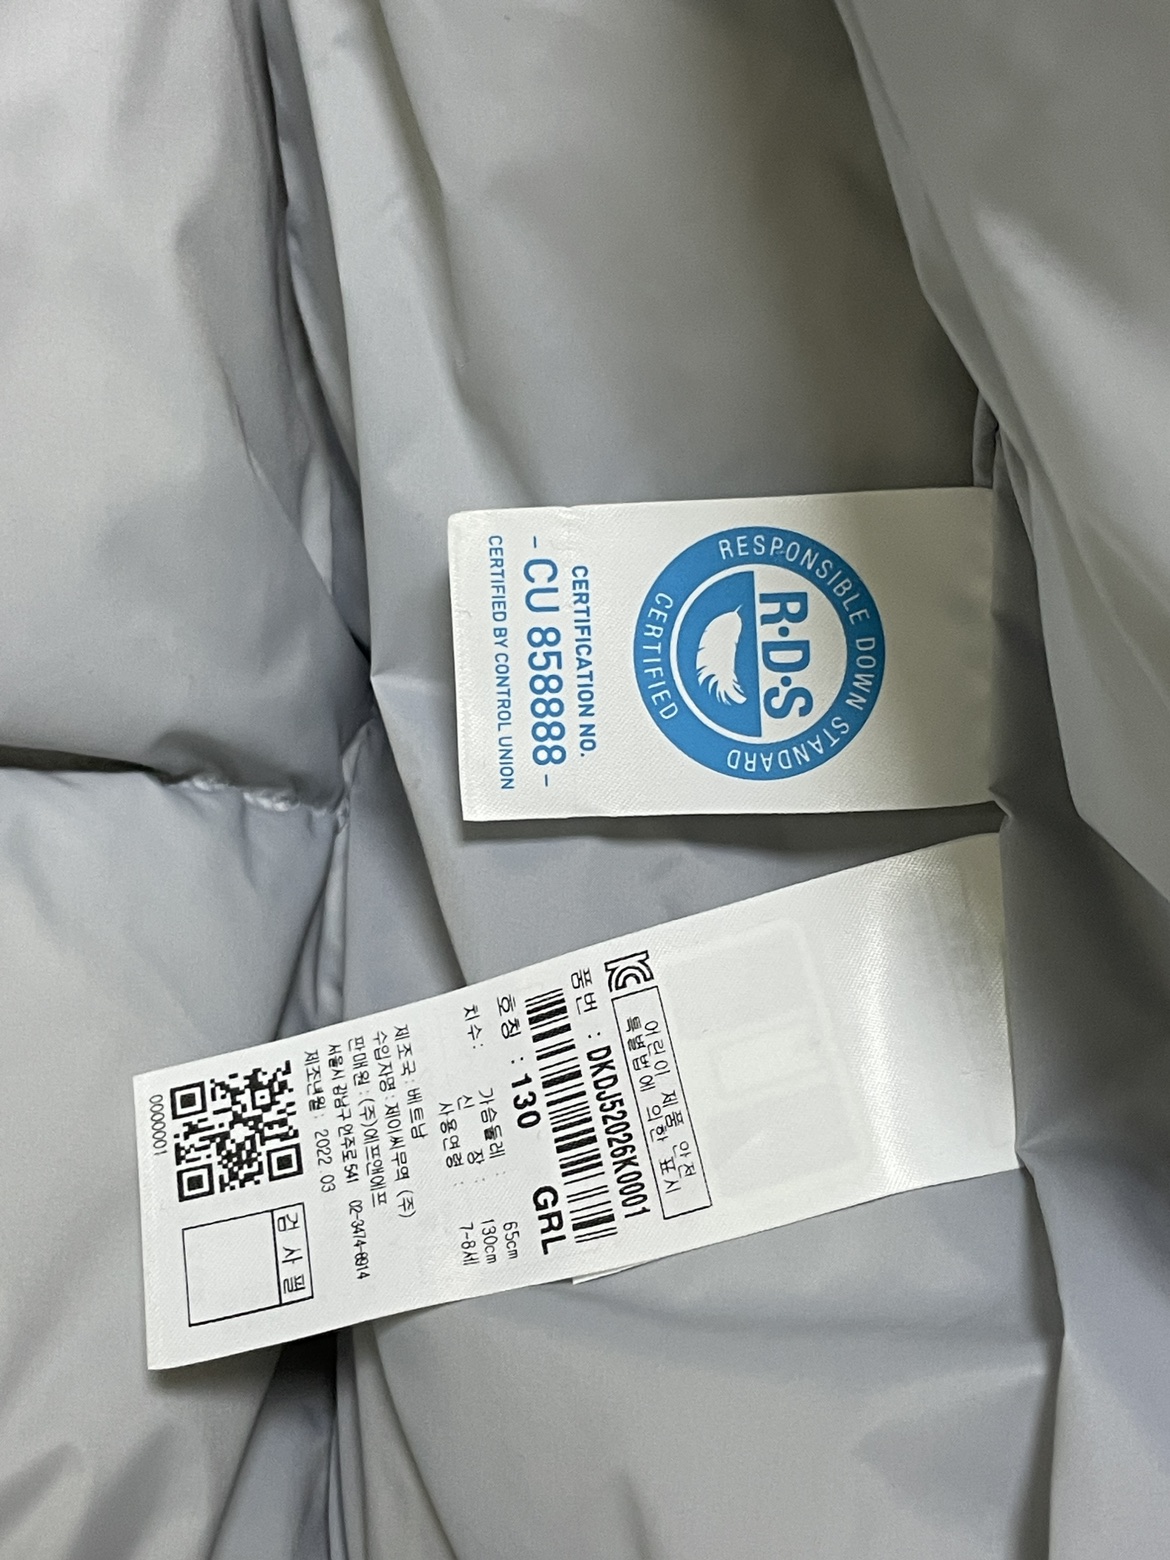 RESPONSIBLE DOWN STANDARD
R·D·S
CERTIFIED
CERTIFICATION NO.
- CU 858888 -
CERTIFIED BY CONTROL UNION
어린이 제품 안전
특별법에 의한 표시
품번 : DKDJ52026K0001
호칭 : 130 GRL
치수: 가슴둘레 : 65cm
신 장 : 130cm
사용연령 : 7-8세
제조국 : 베트남
수입자명 : 제이씨무역 (주)
판매원 : (주)에프앤에프
서울시 강남구 언주로 541 02-3474-8914
제조년월 : 2022. 03
검사필
0000001